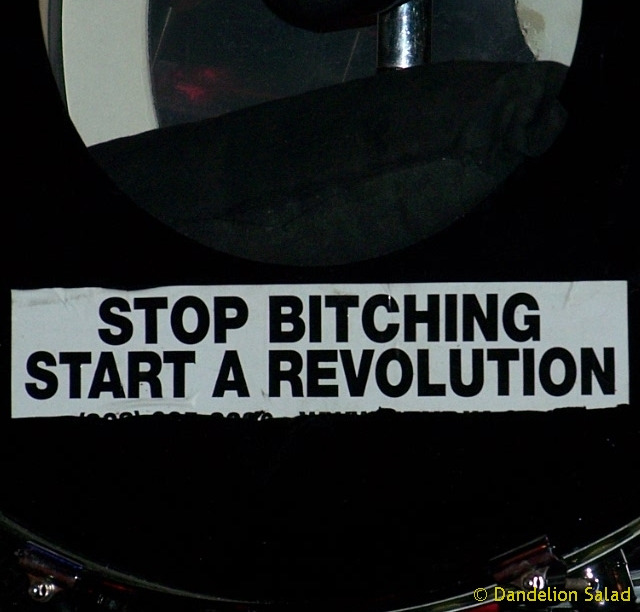 STOP BITCHING
START A REVOLUTION
© Dandelion Salad